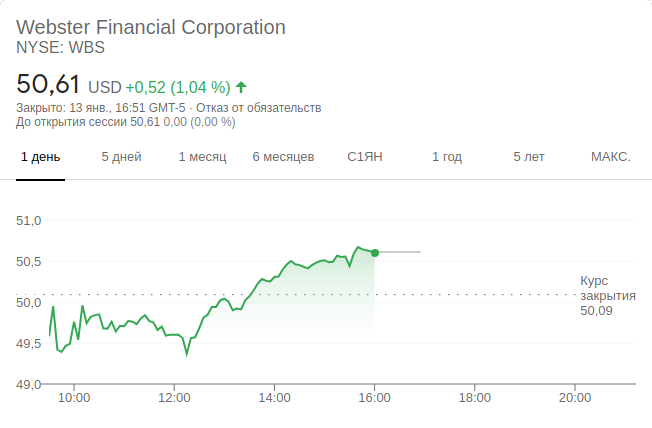 Webster Financial Corporation
NYSE: WBS
50,61 USD +0,52 (1,04 %)
Закрыто: 13 янв., 16:51 GMT-5 · Отказ от обязательств
До открытия сессии 50,61 0,00 (0,00 %)
1 день 5 дней 1 месяц 6 месяцев С1ЯН 1 год 5 лет МАКС.
51,0
50,5
Курс
50,0 закрытия
50,09
49,5
49,0
10:00 12:00 14:00 16:00 18:00 20:00